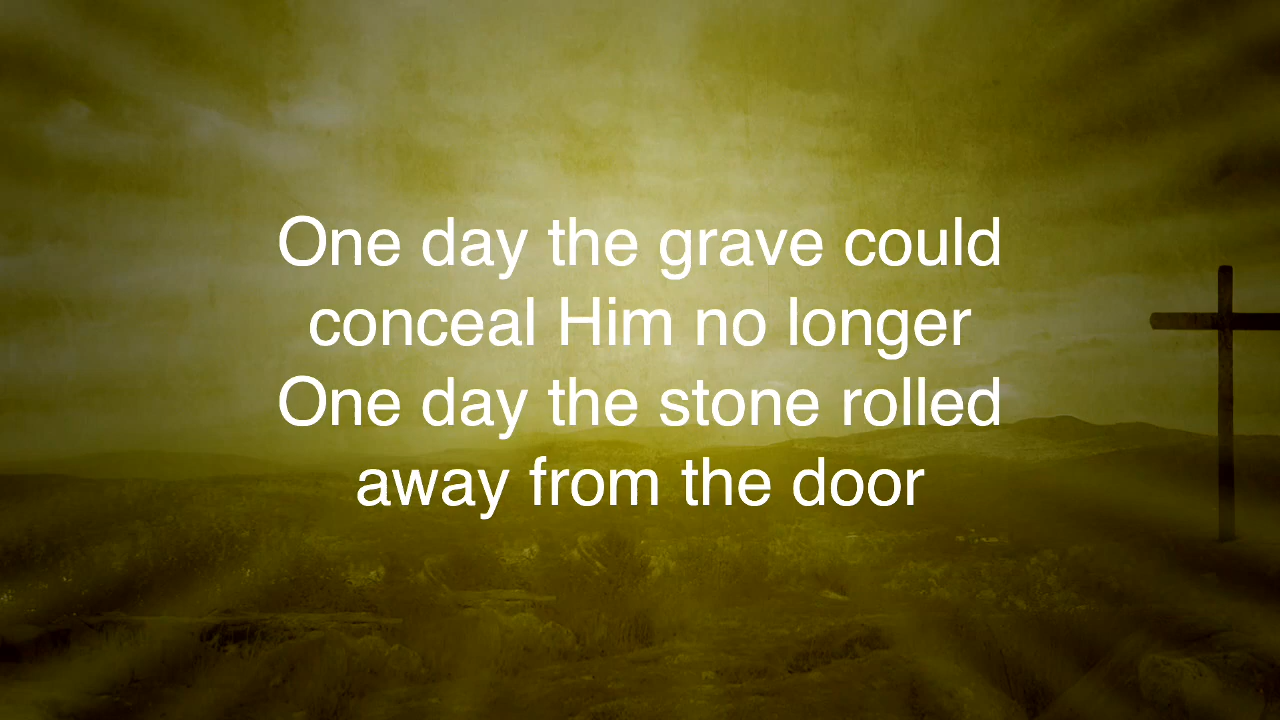 One day the grave could
conceal Him no longer
One day the stone rolled
away from the door